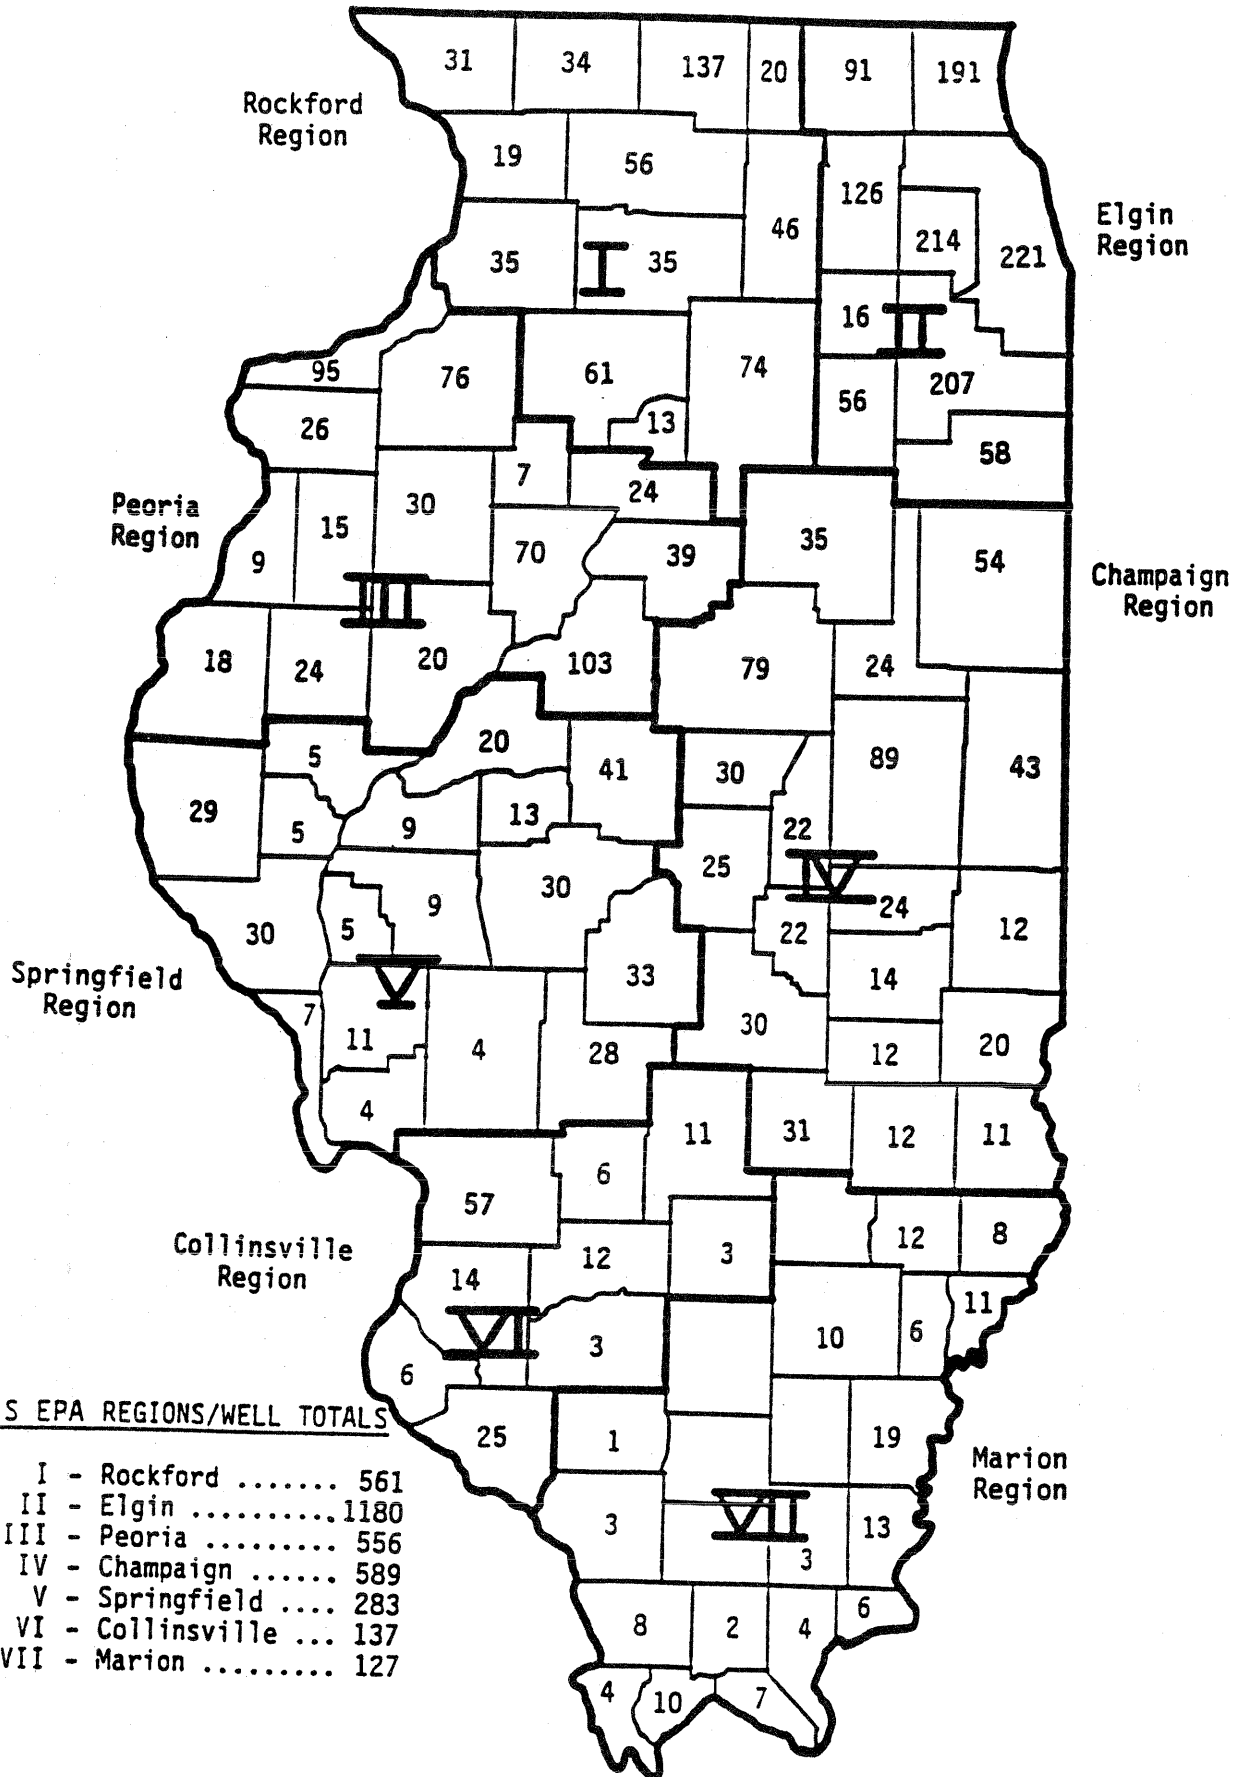 31 34 137 20 91 191
Rockford
Region
19 56
126
Elgin
Region
46
214
221
35 I 35
16 II
95 76 61 74
207
56
26 13
58
7
24
Peoria
Region
30
15 70 39 35
9 54
Champaign
Region
III
18 24 20 103 79 24
20
5 41 30 89 43
29 5 9 13 22
25 IV
30
9 24
30 5 22 12
Springfield
Region
V 33 14
7
11 4 28 30 12 20
4
11 31 12 11
6
57
Collinsville
Region
12 3 12 8
14
VI 11
3 10 6
6
S EPA REGIONS/WELL TOTALS
25 1 19
Marion
Region
I - Rockford ....... 561
II - Elgin ..........1180
III - Peoria ......... 556
IV - Champaign ...... 589
V - Springfield .... 283
VI - Collinsville ... 137
VII - Marion ......... 127
3 VII 13
3
8 2 4 6
4 10 7